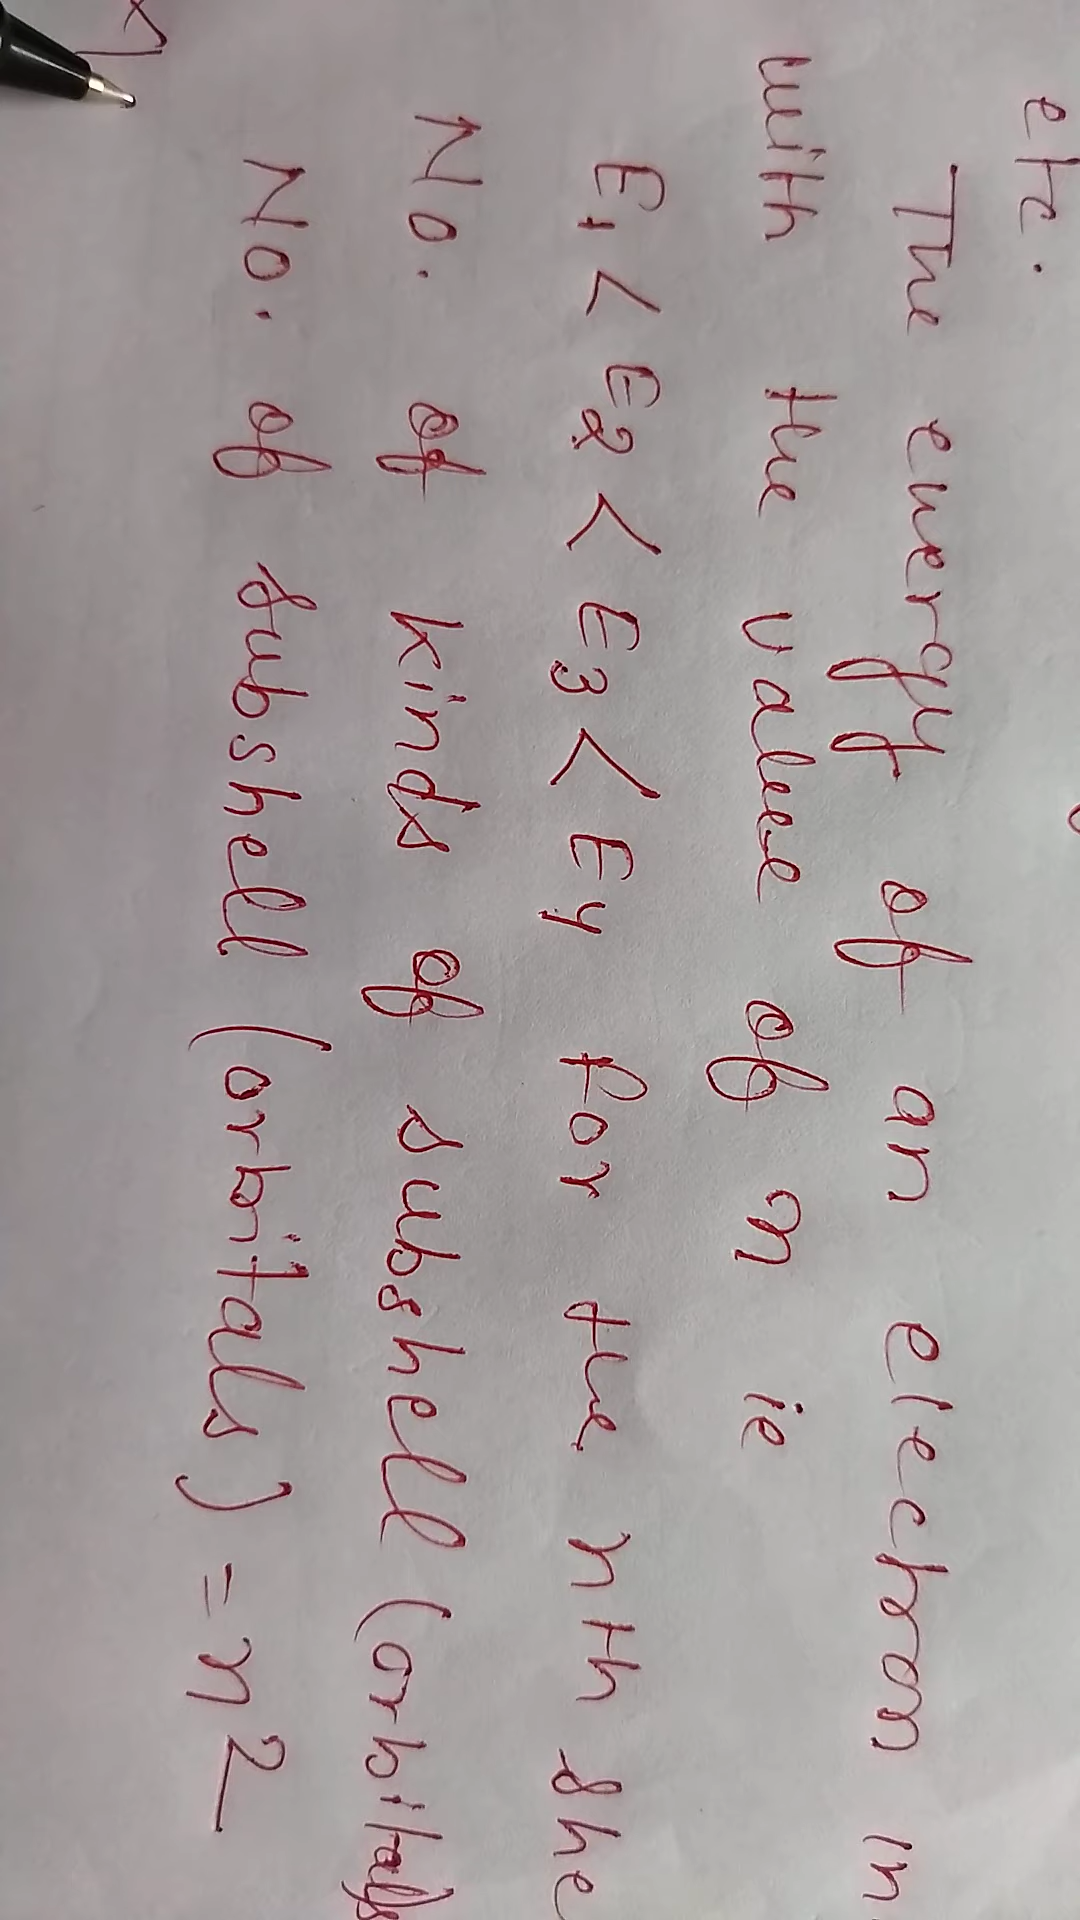 etc.
The energy of an electron in
with the value of n ie
E1 < E2 < E3 < E4 for the nth she
No. of kinds of subshell (orbitals
No. of subshell (orbitals) = n2